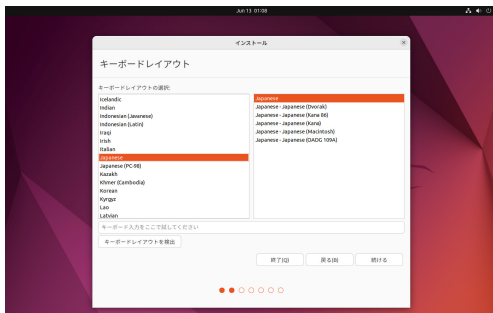 Jun 13 01:08
インストール
キーボードレイアウト
キーボードレイアウトの選択:
Icelandic
Indian
Indonesian (Javanese)
Indonesian (Latin)
Iraqi
Irish
Italian
Japanese
Japanese (PC-98)
Kazakh
Khmer (Cambodia)
Korean
Kyrgyz
Lao
Latvian
Japanese
Japanese - Japanese (Dvorak)
Japanese - Japanese (Kana 86)
Japanese - Japanese (Kana)
Japanese - Japanese (Macintosh)
Japanese - Japanese (OADG 109A)
キーボード入力をここで試してください
キーボードレイアウトを検出
終了(Q)
戻る(B)
続ける